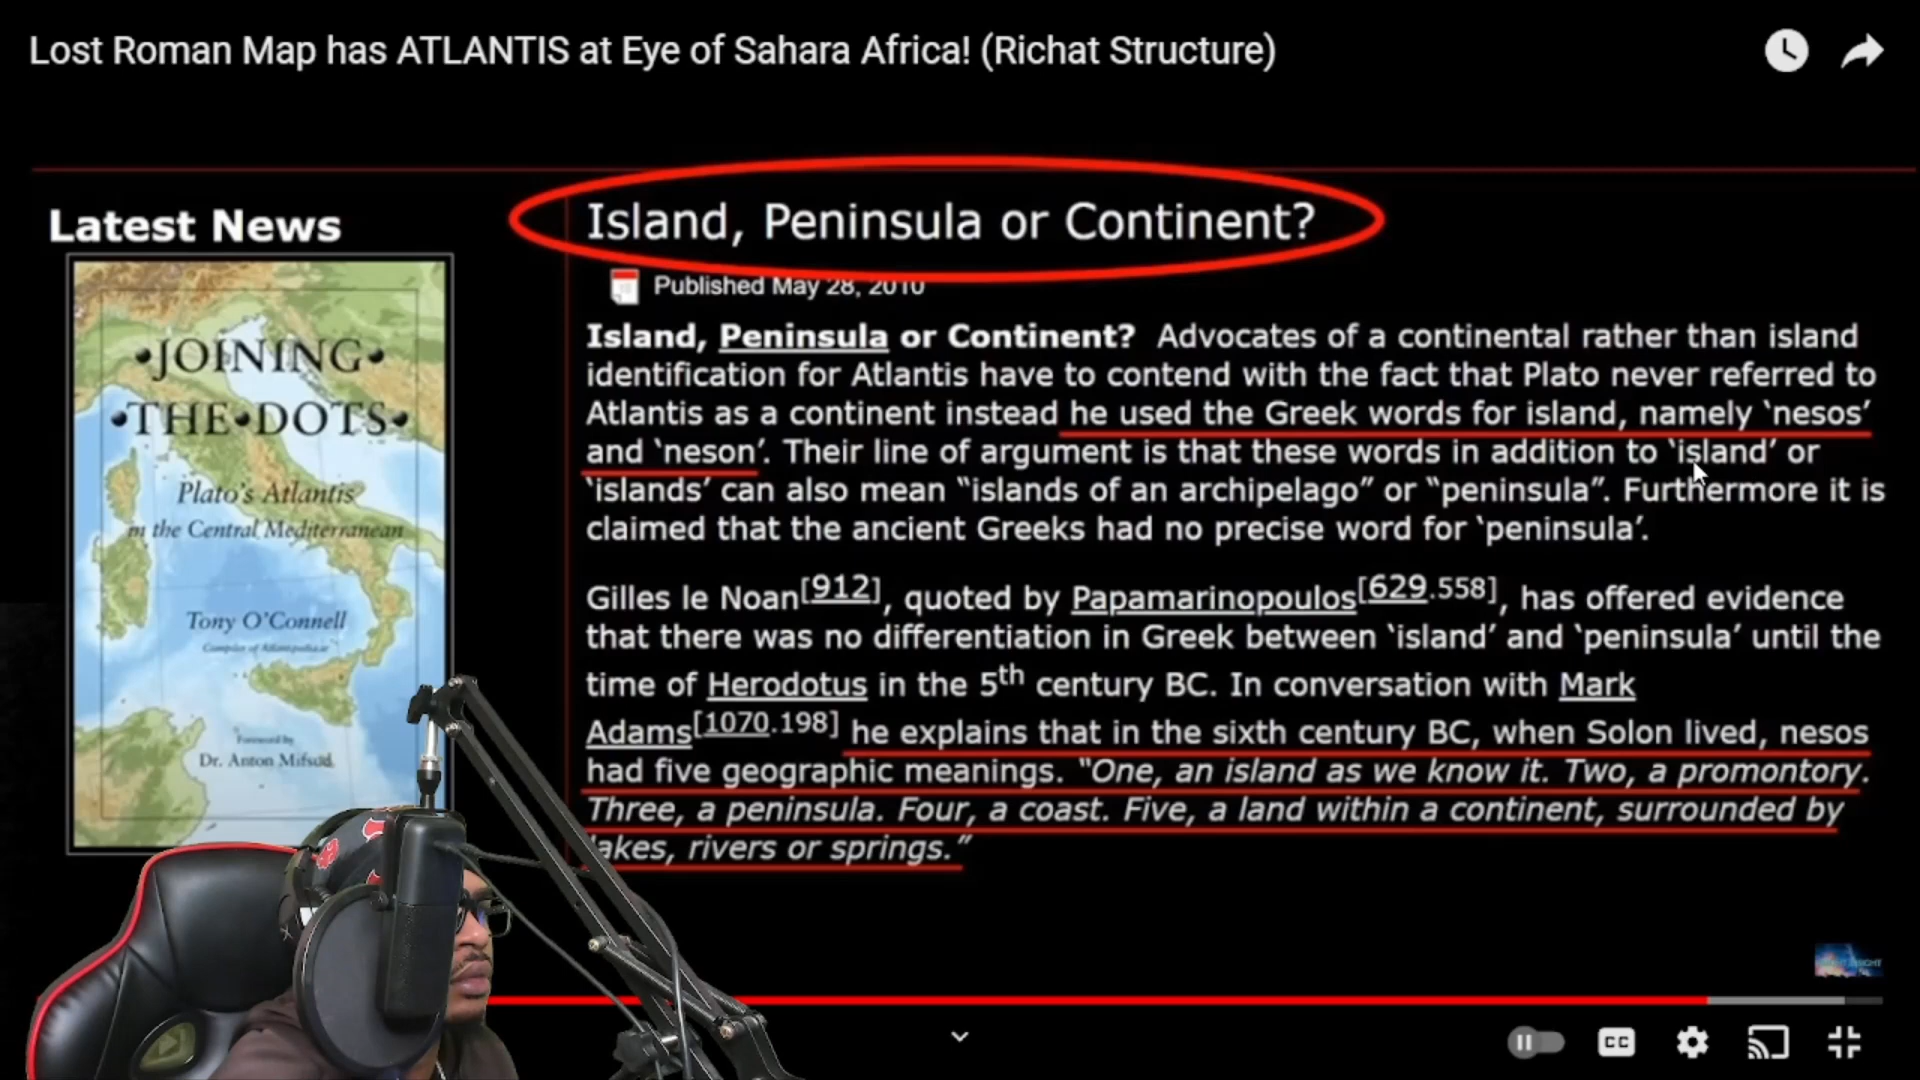 Lost Roman Map has ATLANTIS at Eye of Sahara Africa! (Richat Structure)
Latest News
•JOINING•
•THE•DOTS•
Plato's Atlantis
in the Central Mediterranean
Tony O'Connell
Compiler of Atlantipedia.ie
Foreword by
Dr. Anton Mifsud
Island, Peninsula or Continent?
Published May 28, 2010
Island, Peninsula or Continent? Advocates of a continental rather than island
identification for Atlantis have to contend with the fact that Plato never referred to
Atlantis as a continent instead he used the Greek words for island, namely ‘nesos’
and ‘neson’. Their line of argument is that these words in addition to ‘island’ or
‘islands’ can also mean “islands of an archipelago” or “peninsula”. Furthermore it is
claimed that the ancient Greeks had no precise word for ‘peninsula’.
Gilles le Noan[912], quoted by Papamarinopoulos[629.558], has offered evidence
that there was no differentiation in Greek between ‘island’ and ‘peninsula’ until the
time of Herodotus in the 5th century BC. In conversation with Mark
Adams[1070.198] he explains that in the sixth century BC, when Solon lived, nesos
had five geographic meanings. “One, an island as we know it. Two, a promontory.
Three, a peninsula. Four, a coast. Five, a land within a continent, surrounded by
lakes, rivers or springs.”
CC